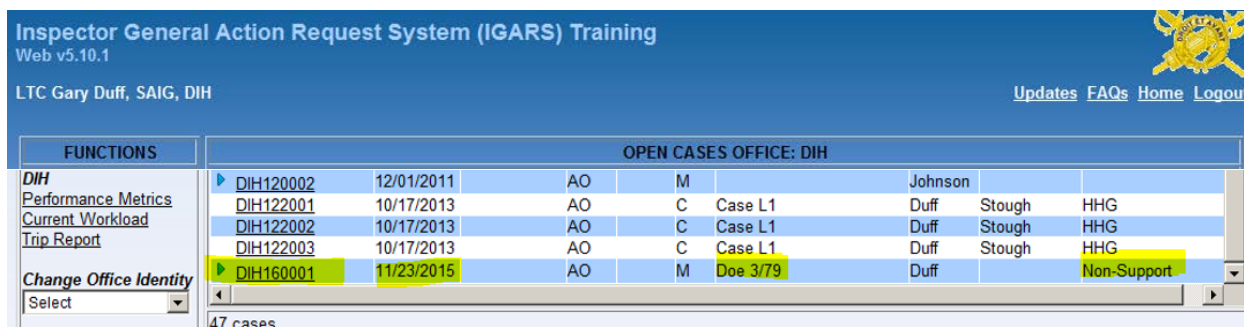 Inspector General Action Request System (IGARS) Training
Web v5.10.1
LTC Gary Duff, SAIG, DIH
Updates FAQs Home Logout
FUNCTIONS
OPEN CASES OFFICE: DIH
DIH
Performance Metrics
Current Workload
Trip Report
Change Office Identity
Select
DIH120002 12/01/2011 AO M Johnson
DIH122001 10/17/2013 AO C Case L1 Duff Stough HHG
DIH122002 10/17/2013 AO C Case L1 Duff Stough HHG
DIH122003 10/17/2013 AO C Case L1 Duff Stough HHG
DIH160001 11/23/2015 AO M Doe 3/79 Duff Non-Support
47 cases